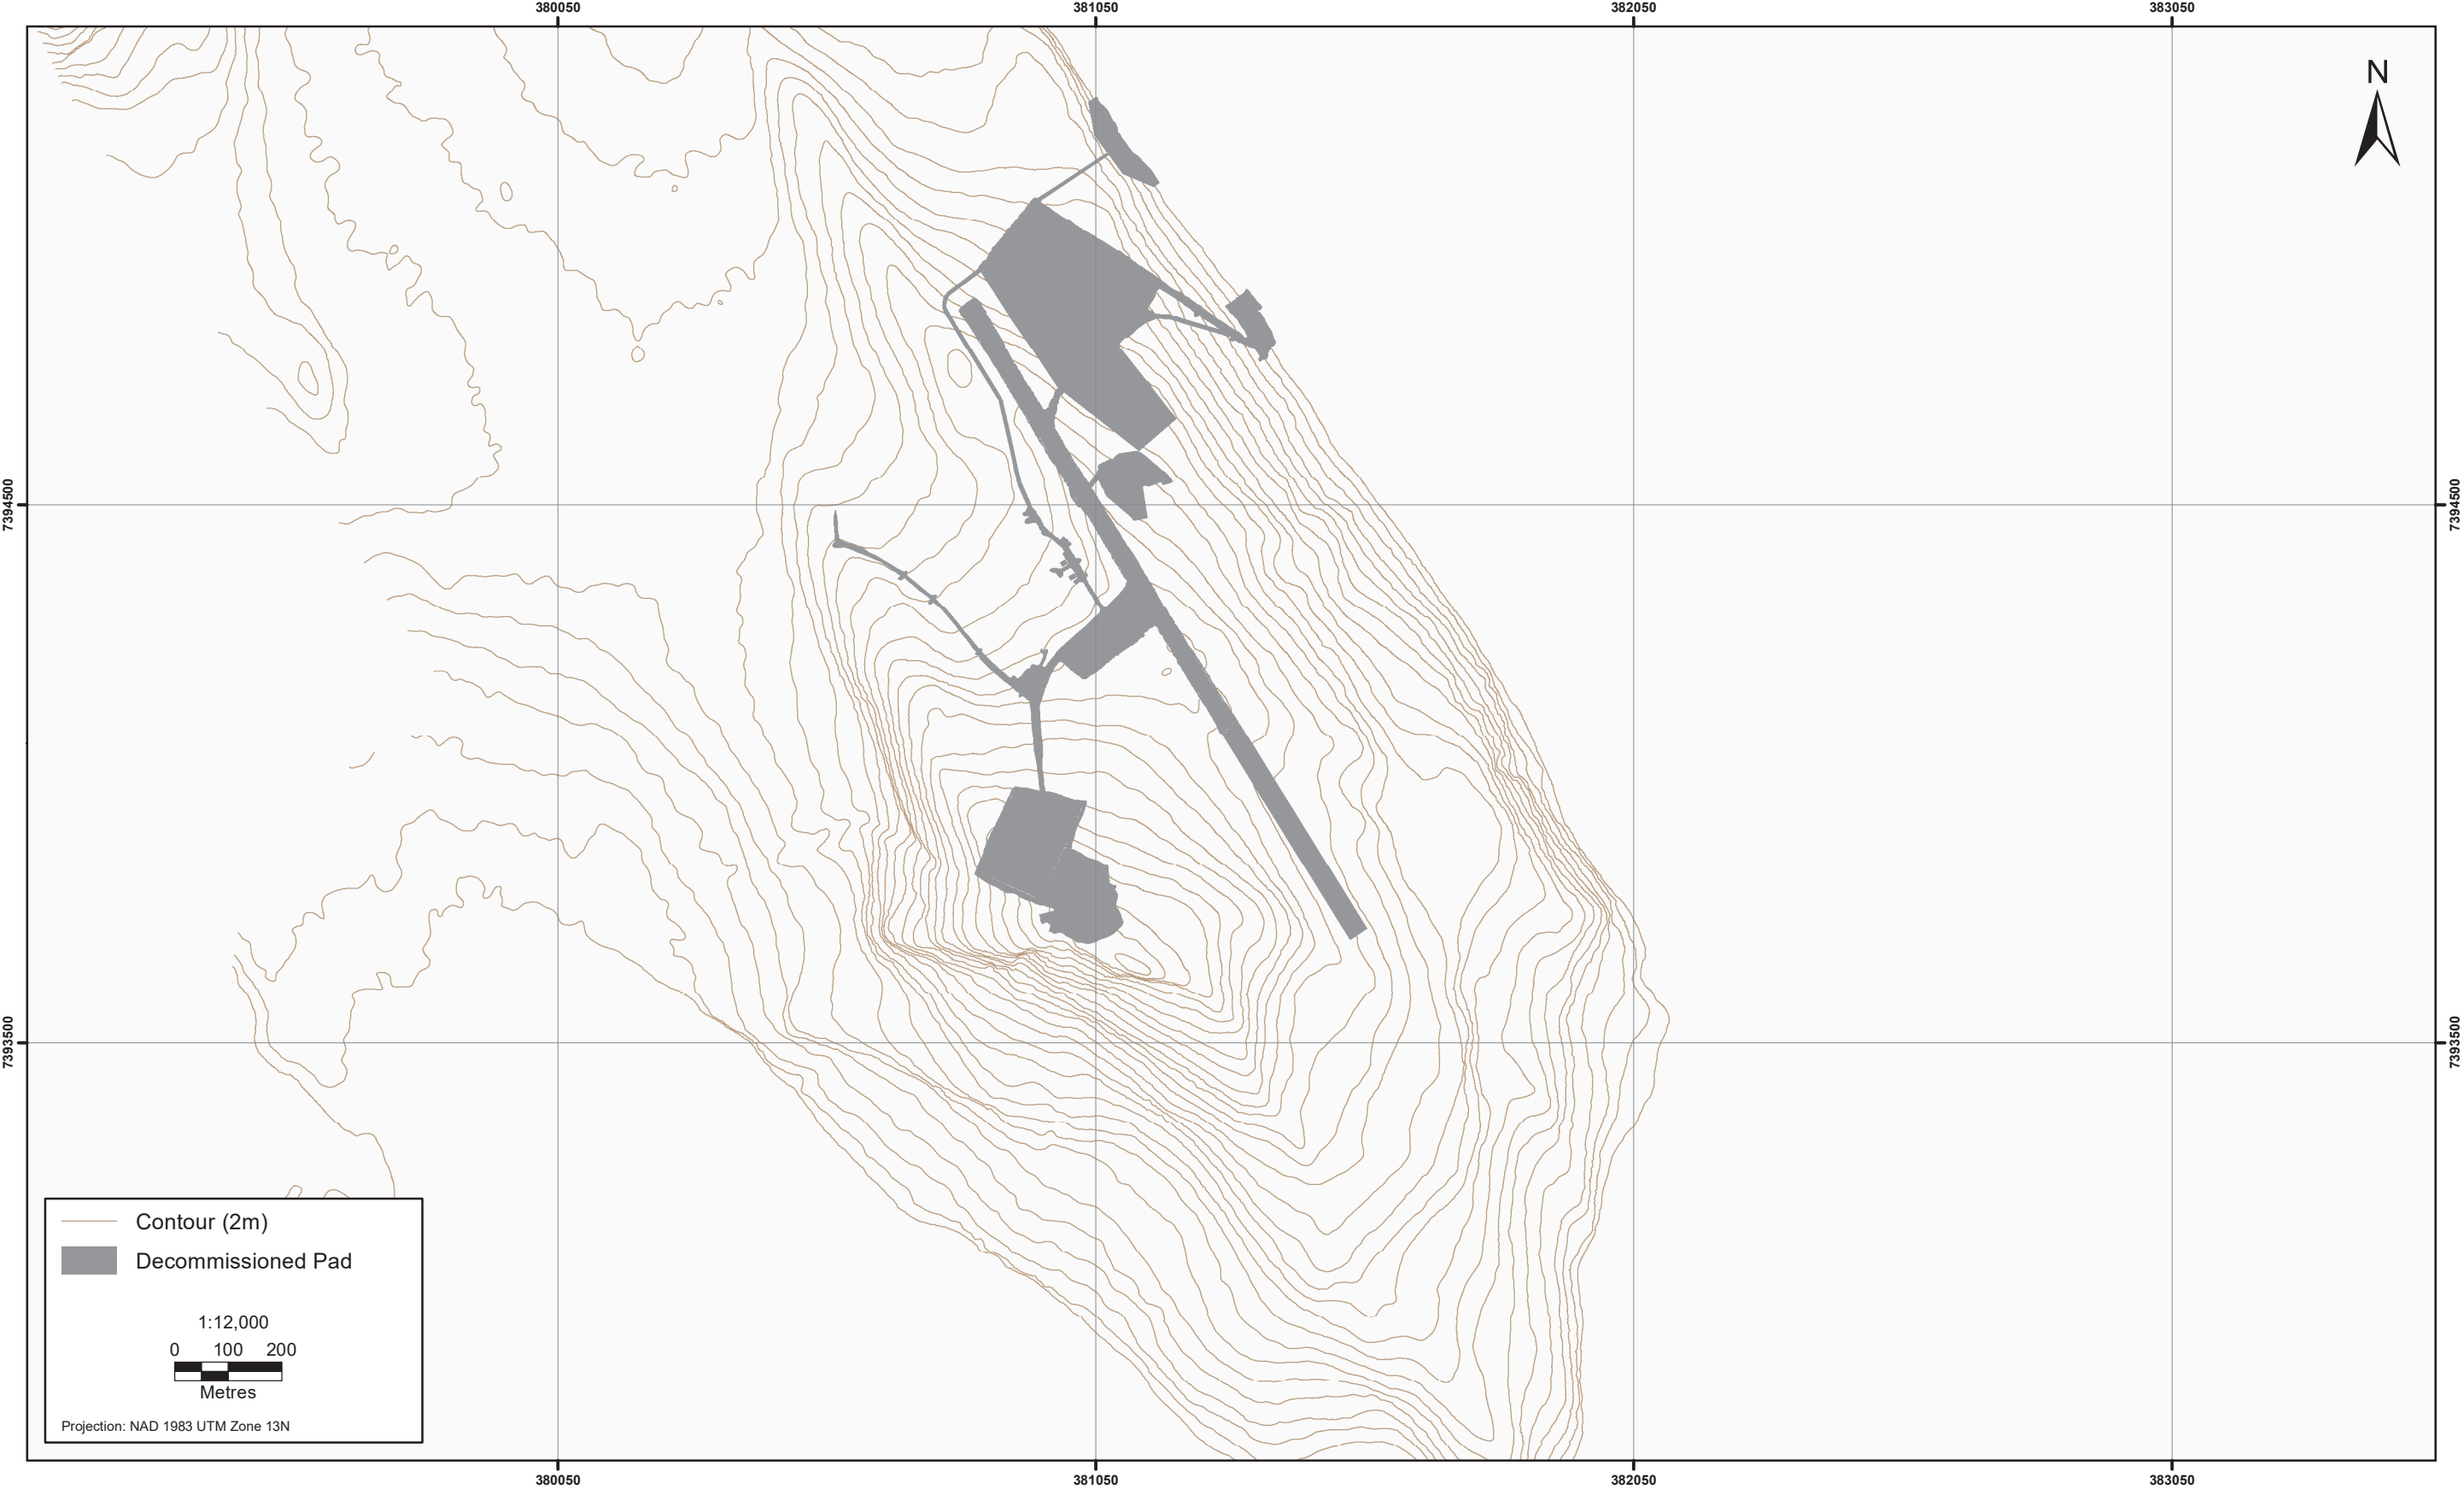 380050 381050 382050 383050
N
7394500 7394500
7393500 7393500
Contour (2m)
Decommissioned Pad
1:12,000
0 100 200
Metres
Projection: NAD 1983 UTM Zone 13N
380050 381050 382050 383050